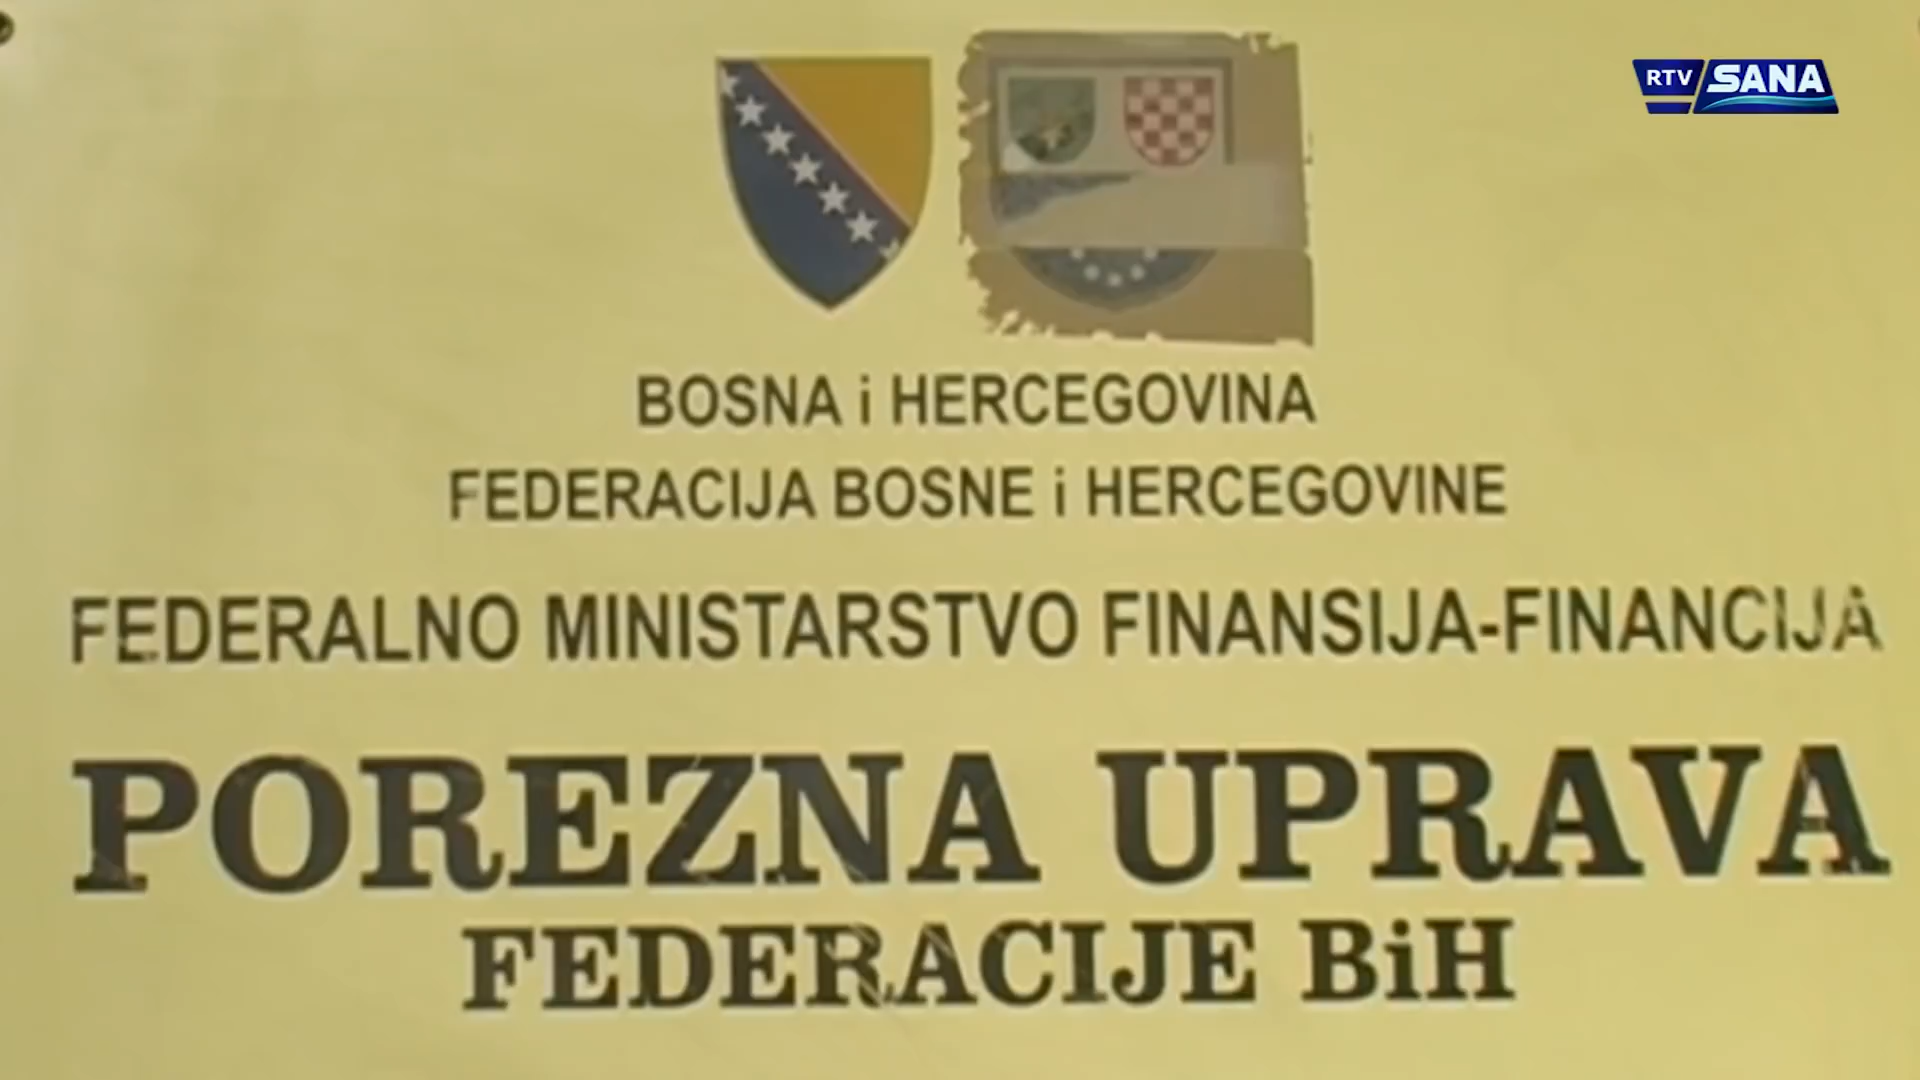 RTV SANA
BOSNA i HERCEGOVINA
FEDERACIJA BOSNE i HERCEGOVINE
FEDERALNO MINISTARSTVO FINANSIJA-FINANCIJA
POREZNA UPRAVA
FEDERACIJE BiH